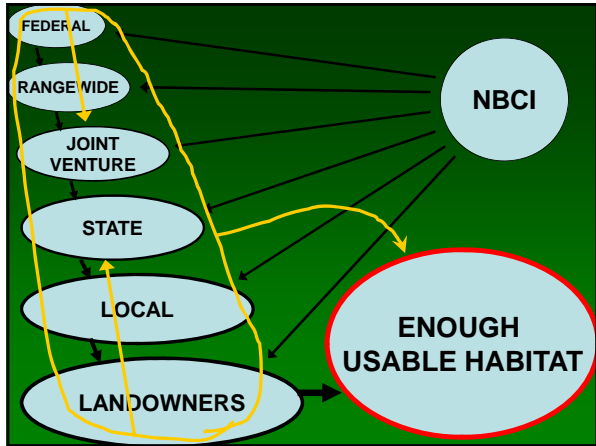 FEDERAL
RANGEWIDE
JOINT
VENTURE
STATE
LOCAL
LANDOWNERS
NBCI
ENOUGH
USABLE HABITAT